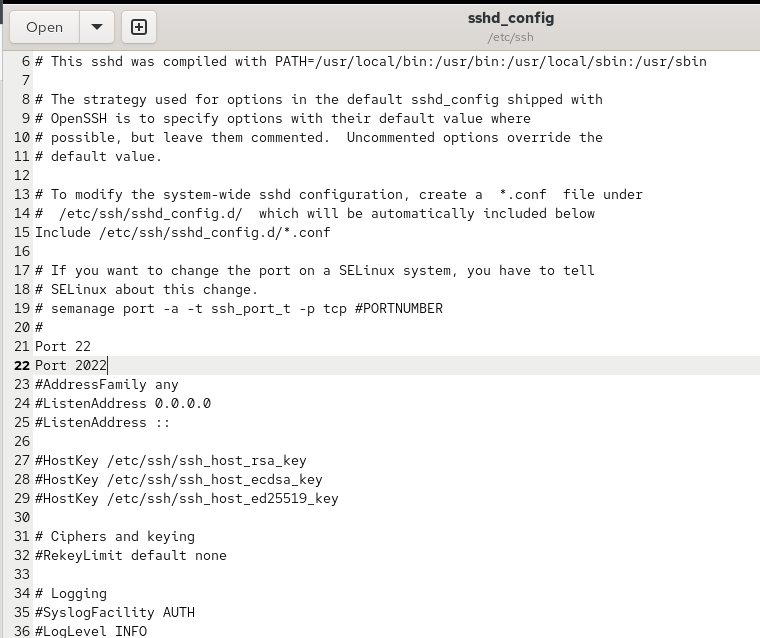 Open
sshd_config
/etc/ssh
6 # This sshd was compiled with PATH=/usr/local/bin:/usr/bin:/usr/local/sbin:/usr/sbin
7
8 # The strategy used for options in the default sshd_config shipped with
9 # OpenSSH is to specify options with their default value where
10 # possible, but leave them commented.  Uncommented options override the
11 # default value.
12
13 # To modify the system-wide sshd configuration, create a  *.conf  file under
14 #  /etc/ssh/sshd_config.d/  which will be automatically included below
15 Include /etc/ssh/sshd_config.d/*.conf
16
17 # If you want to change the port on a SELinux system, you have to tell
18 # SELinux about this change.
19 # semanage port -a -t ssh_port_t -p tcp #PORTNUMBER
20 #
21 Port 22
22 Port 2022
23 #AddressFamily any
24 #ListenAddress 0.0.0.0
25 #ListenAddress ::
26
27 #HostKey /etc/ssh/ssh_host_rsa_key
28 #HostKey /etc/ssh/ssh_host_ecdsa_key
29 #HostKey /etc/ssh/ssh_host_ed25519_key
30
31 # Ciphers and keying
32 #RekeyLimit default none
33
34 # Logging
35 #SyslogFacility AUTH
36 #LogLevel INFO